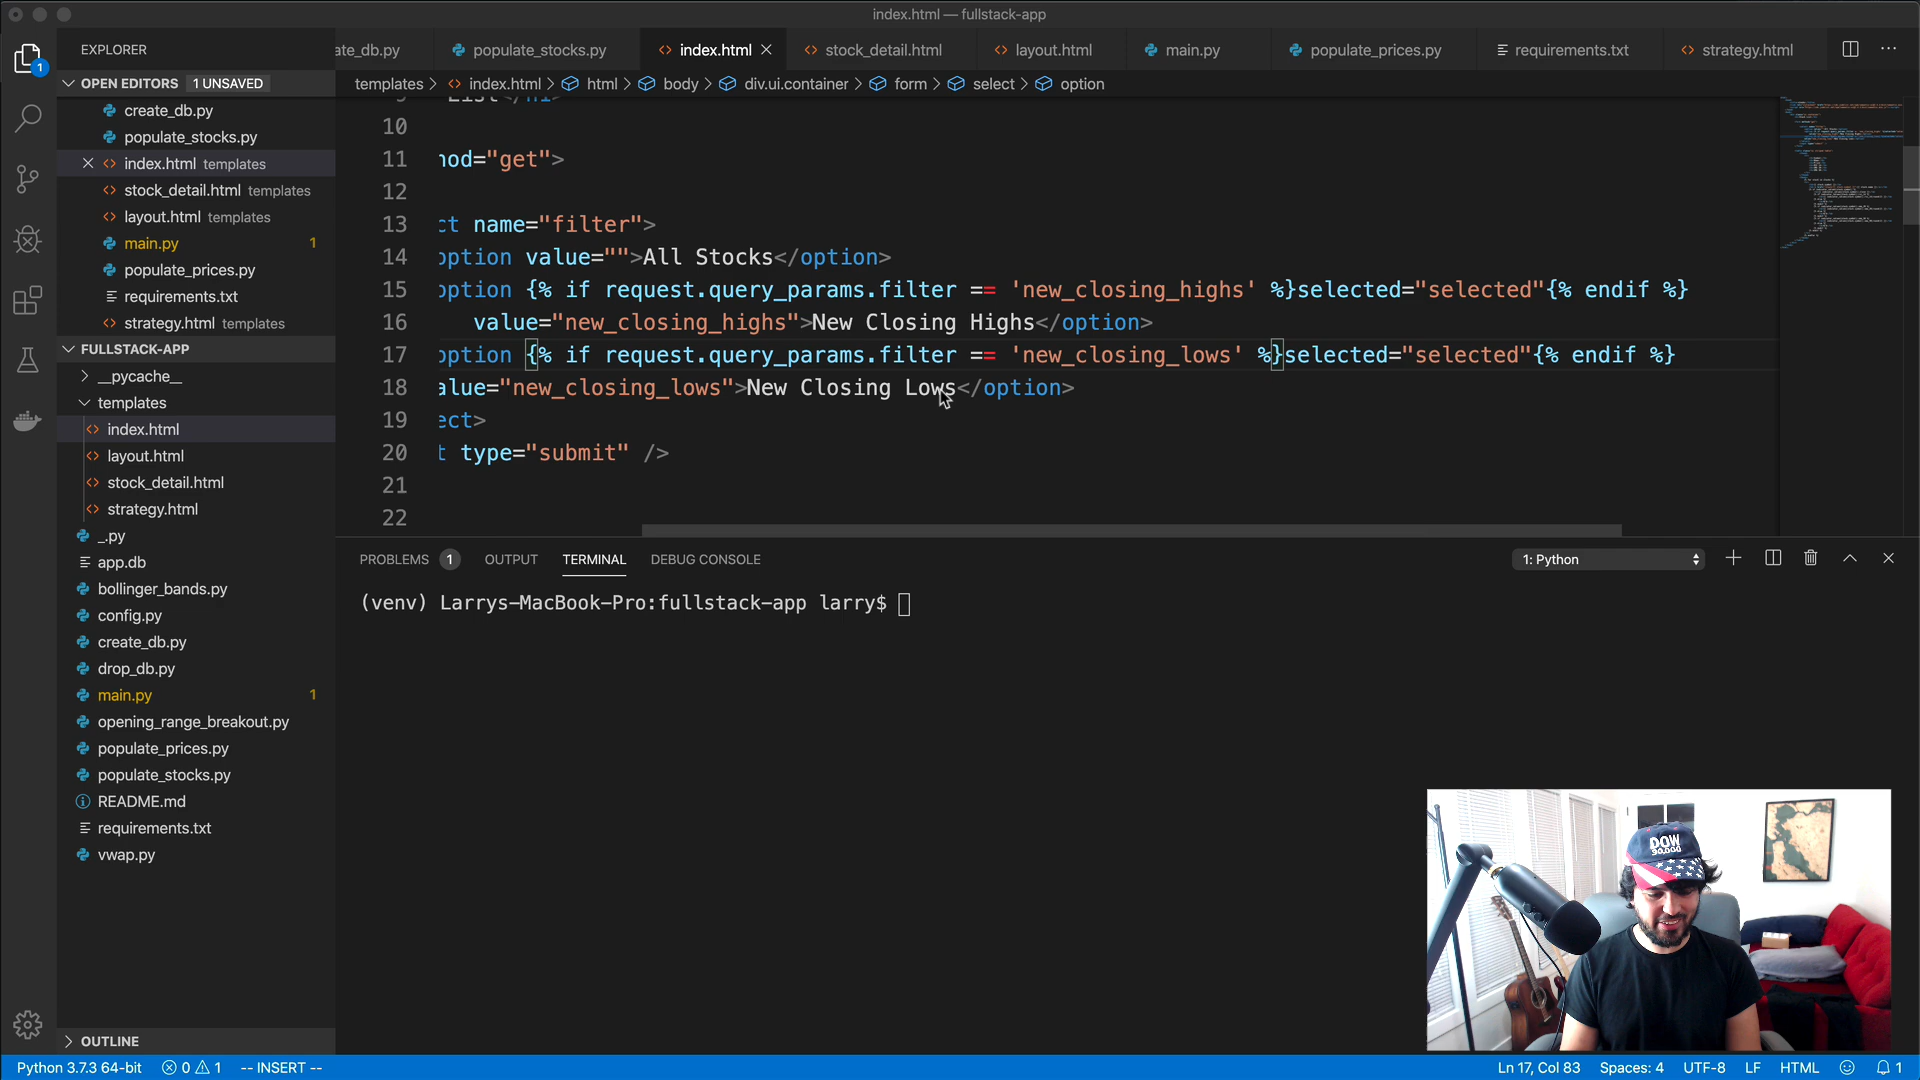 index.html — fullstack-app
EXPLORER
ate_db.py
populate_stocks.py
index.html
stock_detail.html
layout.html
main.py
populate_prices.py
requirements.txt
strategy.html
OPEN EDITORS
1 UNSAVED
templates > index.html > html > body > div.ui.container > form > select > option
create_db.py
populate_stocks.py
index.html templates
stock_detail.html templates
layout.html templates
main.py 1
populate_prices.py
requirements.txt
strategy.html templates
FULLSTACK-APP
__pycache__
templates
index.html
layout.html
stock_detail.html
strategy.html
_.py
app.db
bollinger_bands.py
config.py
create_db.py
drop_db.py
main.py 1
opening_range_breakout.py
populate_prices.py
populate_stocks.py
README.md
requirements.txt
vwap.py
OUTLINE
10
11 nod="get">
12
13 ct name="filter">
14 option value="">All Stocks</option>
15 option {% if request.query_params.filter == 'new_closing_highs' %}selected="selected"{% endif %}
16 value="new_closing_highs">New Closing Highs</option>
17 option {% if request.query_params.filter == 'new_closing_lows' %}selected="selected"{% endif %}
18 alue="new_closing_lows">New Closing Lows</option>
19 ect>
20 t type="submit" />
21
22
PROBLEMS 1 OUTPUT TERMINAL DEBUG CONSOLE
1: Python
(venv) Larrys-MacBook-Pro:fullstack-app larry$
DOW
30,000
Python 3.7.3 64-bit
0 1
-- INSERT --
Ln 17, Col 83
Spaces: 4
UTF-8
LF
HTML
1